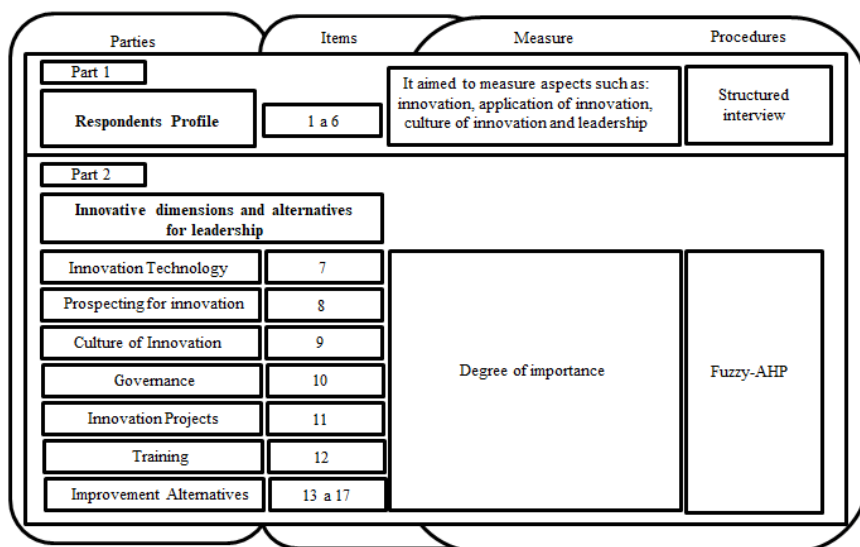 Parties Items Measure Procedures
Part 1
Respondents Profile
1 a 6
It aimed to measure aspects such as:
innovation, application of innovation,
culture of innovation and leadership
Structured
interview
Part 2
Innovative dimensions and alternatives
for leadership
Innovation Technology 7
Prospecting for innovation 8
Culture of Innovation 9
Governance 10
Innovation Projects 11
Training 12
Improvement Alternatives 13 a 17
Degree of importance
Fuzzy-AHP